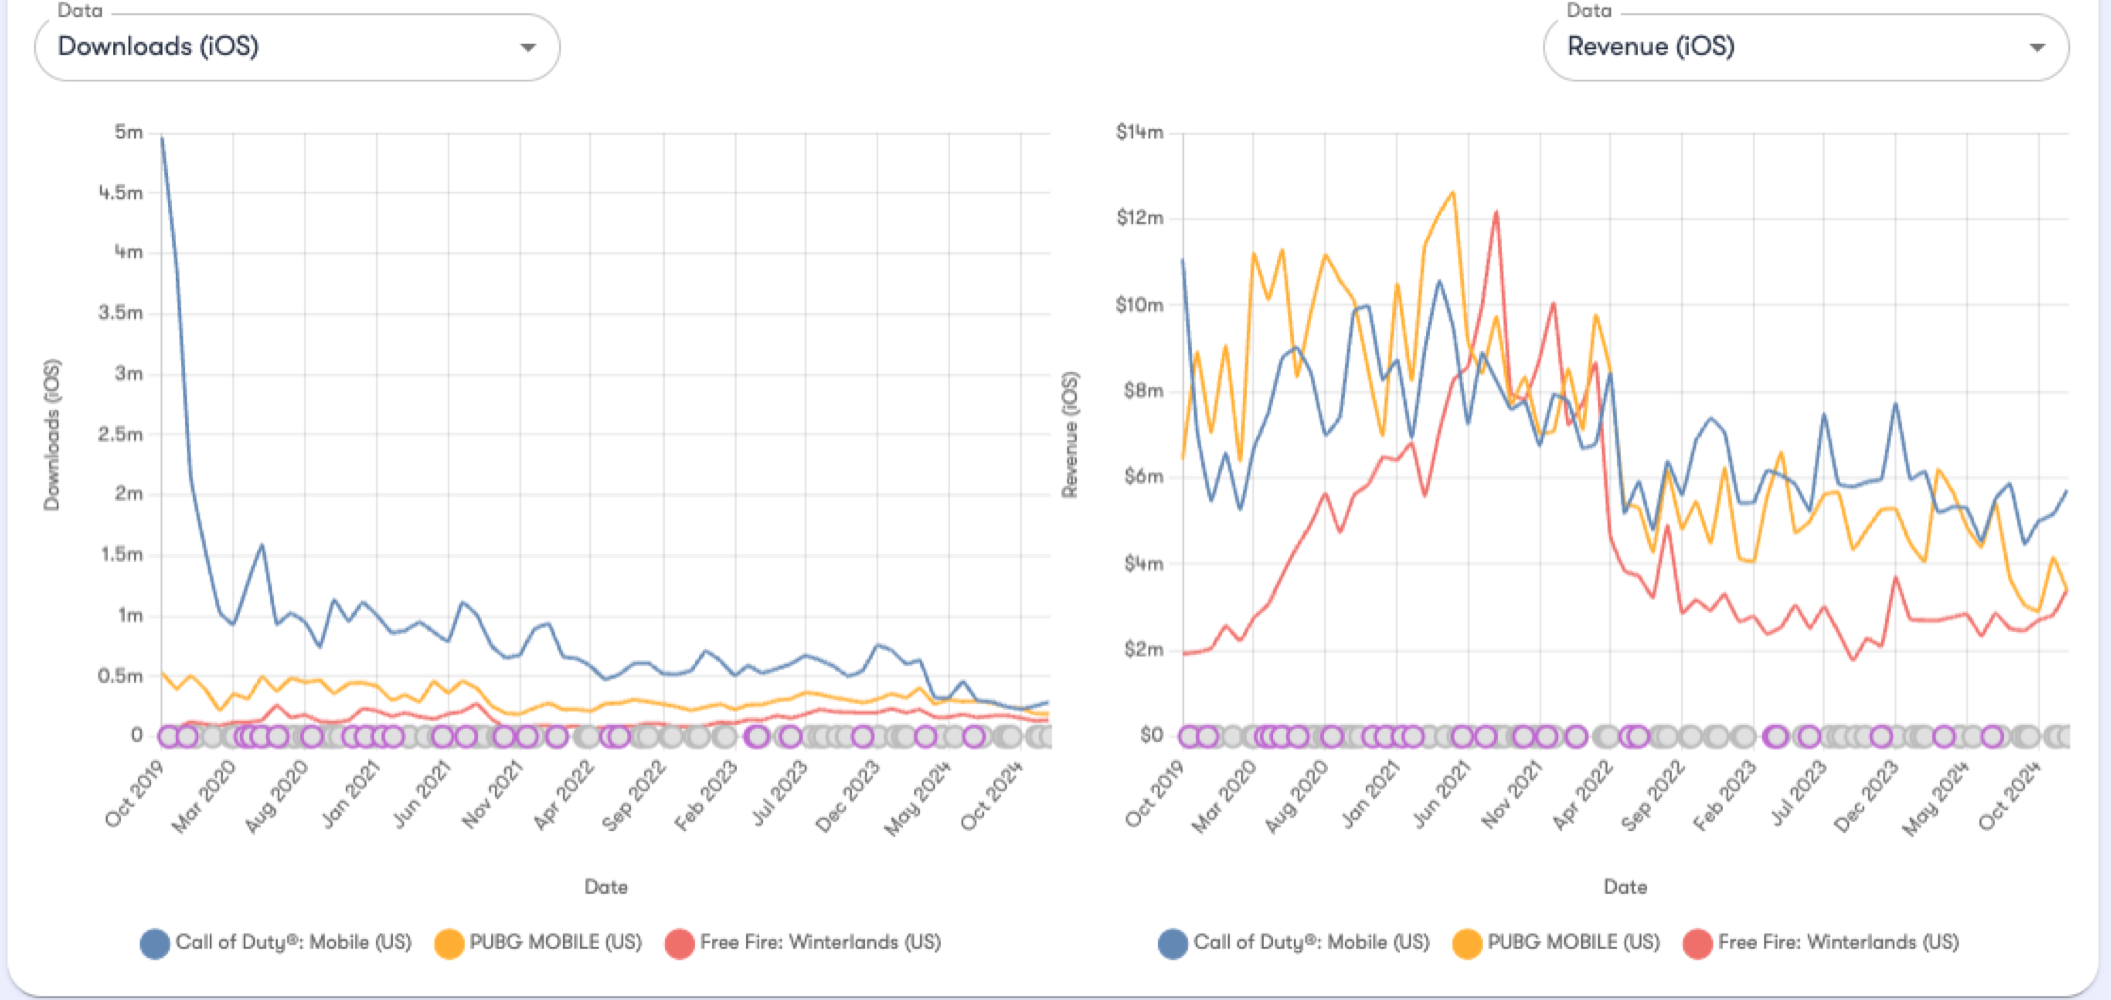 Data
Downloads (iOS)
Data
Revenue (iOS)
Downloads (iOS)
5m
4.5m
4m
3.5m
3m
2.5m
2m
1.5m
1m
0.5m
0
Oct 2019
Mar 2020
Aug 2020
Jan 2021
Jun 2021
Nov 2021
Apr 2022
Sep 2022
Feb 2023
Jul 2023
Dec 2023
May 2024
Oct 2024
Date
Call of Duty®: Mobile (US)
PUBG MOBILE (US)
Free Fire: Winterlands (US)
Revenue (iOS)
$14m
$12m
$10m
$8m
$6m
$4m
$2m
$0
Oct 2019
Mar 2020
Aug 2020
Jan 2021
Jun 2021
Nov 2021
Apr 2022
Sep 2022
Feb 2023
Jul 2023
Dec 2023
May 2024
Oct 2024
Date
Call of Duty®: Mobile (US)
PUBG MOBILE (US)
Free Fire: Winterlands (US)